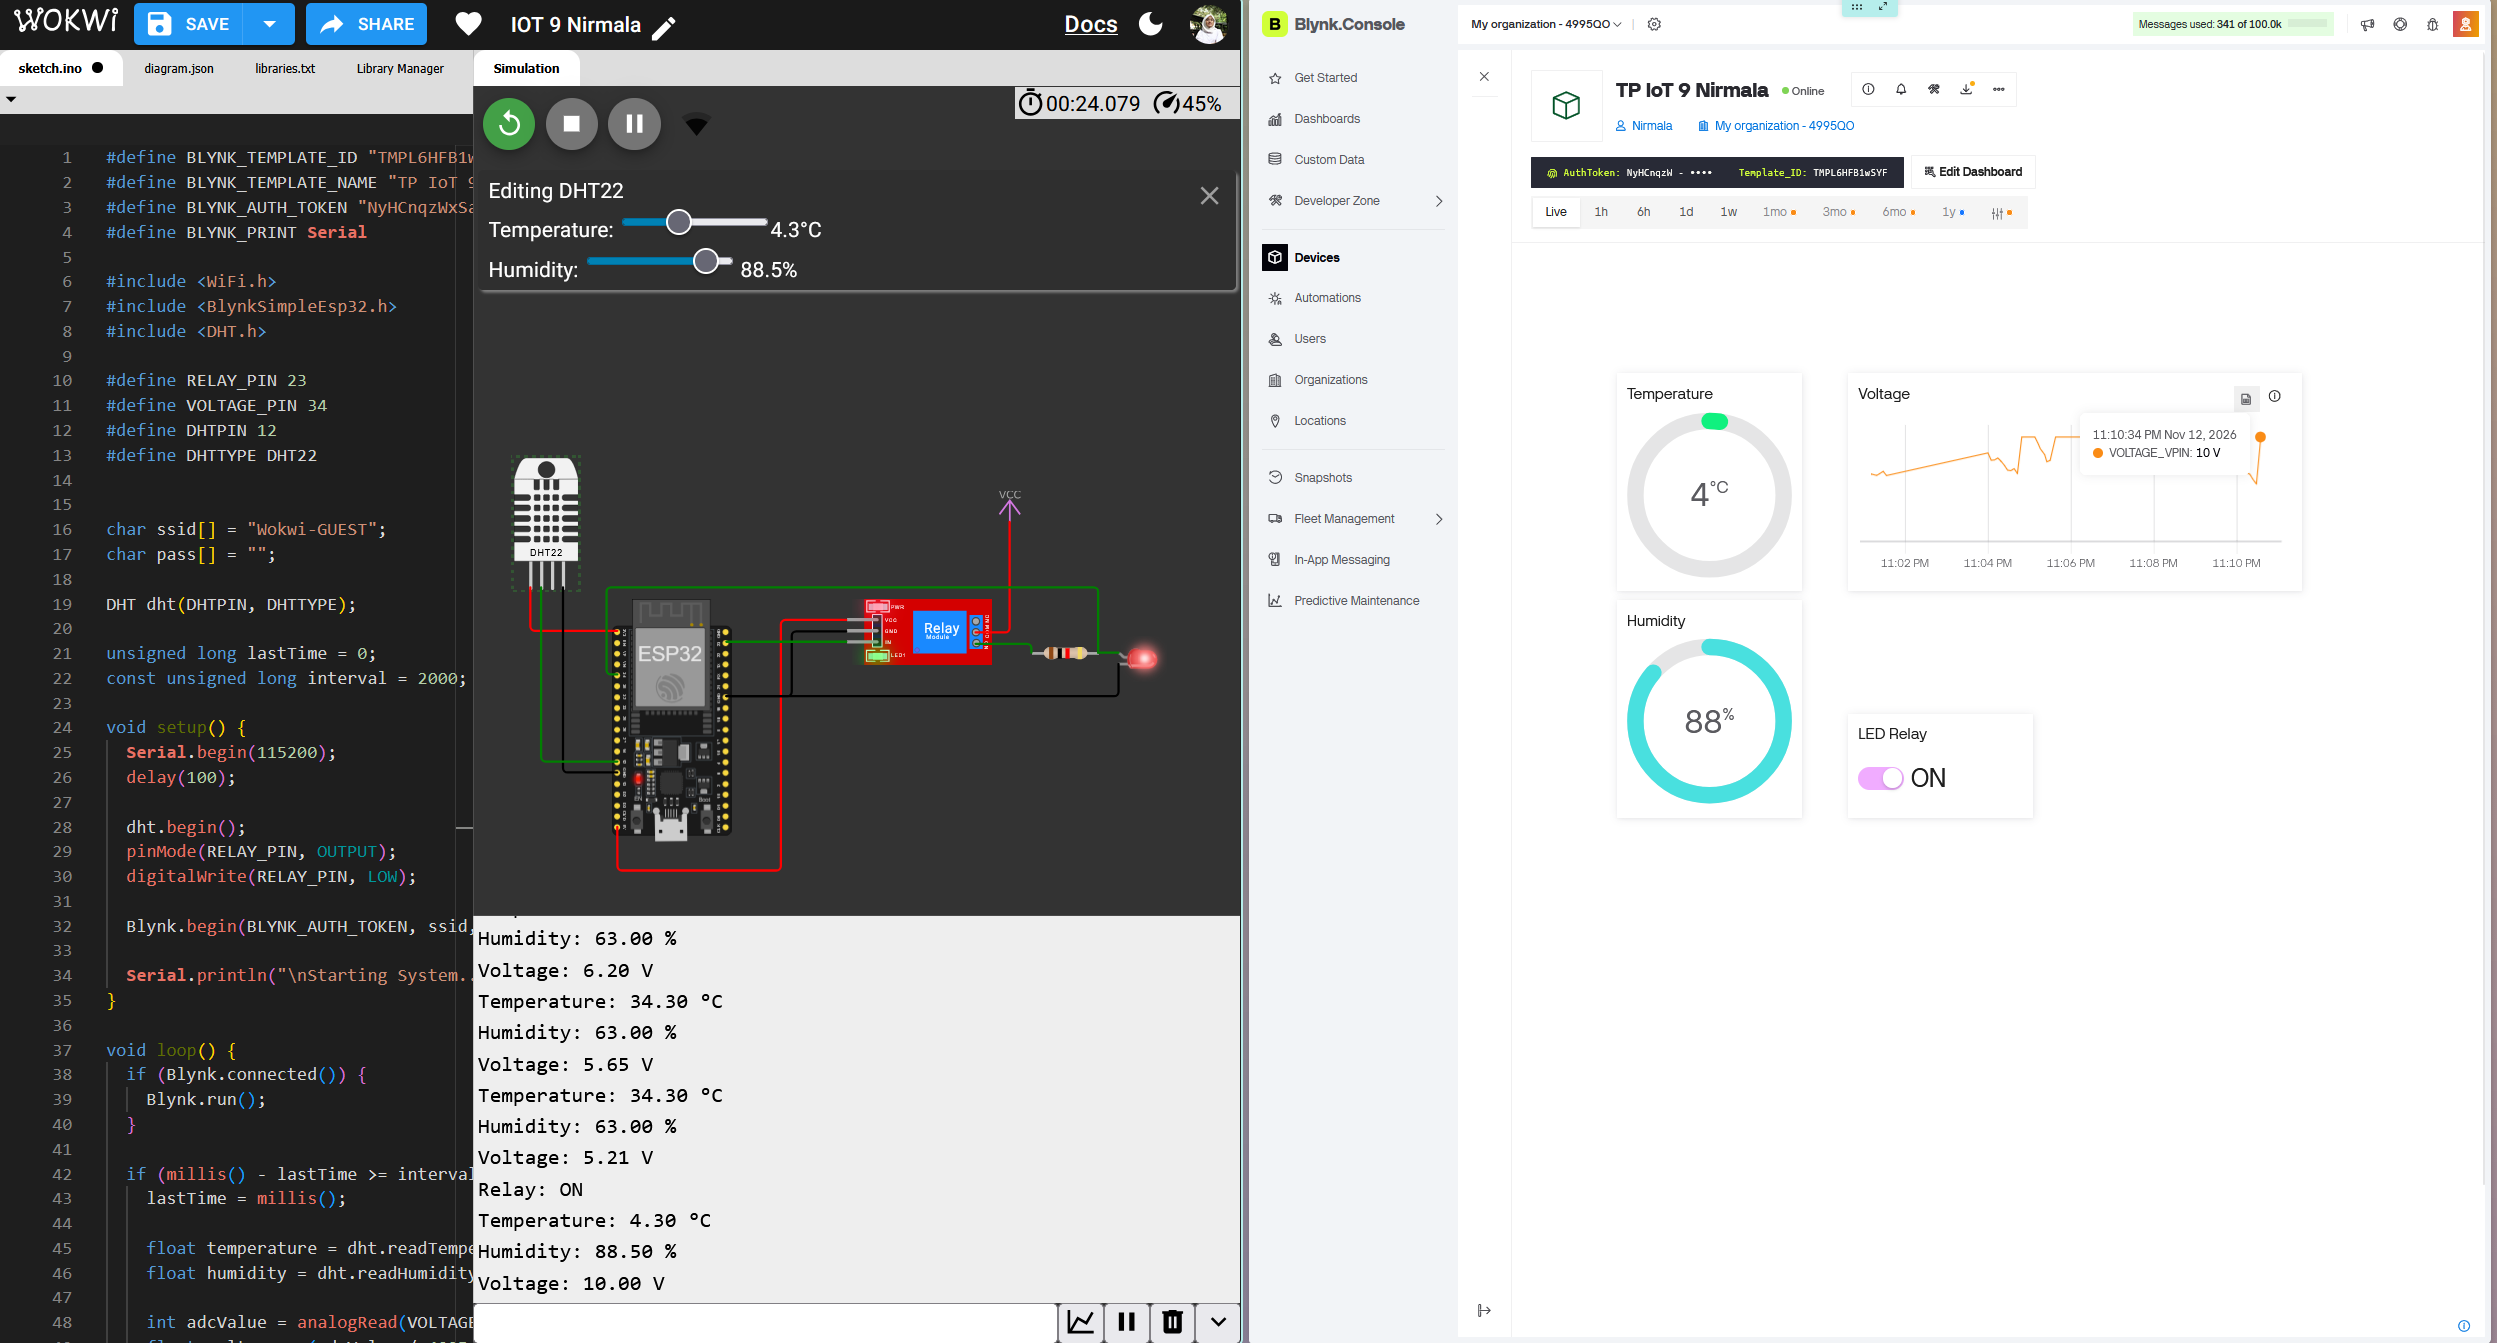 WOKWI
SAVE
SHARE
IOT 9 Nirmala
Docs
sketch.ino
diagram.json
libraries.txt
Library Manager
1 #define BLYNK_TEMPLATE_ID "TMPL6HFB1w
2 #define BLYNK_TEMPLATE_NAME "TP IoT 9
3 #define BLYNK_AUTH_TOKEN "NyHCnqzWxSa
4 #define BLYNK_PRINT Serial
5
6 #include <WiFi.h>
7 #include <BlynkSimpleEsp32.h>
8 #include <DHT.h>
9
10 #define RELAY_PIN 23
11 #define VOLTAGE_PIN 34
12 #define DHTPIN 12
13 #define DHTTYPE DHT22
14
15
16 char ssid[] = "Wokwi-GUEST";
17 char pass[] = "";
18
19 DHT dht(DHTPIN, DHTTYPE);
20
21 unsigned long lastTime = 0;
22 const unsigned long interval = 2000;
23
24 void setup() {
25 Serial.begin(115200);
26 delay(100);
27
28 dht.begin();
29 pinMode(RELAY_PIN, OUTPUT);
30 digitalWrite(RELAY_PIN, LOW);
31
32 Blynk.begin(BLYNK_AUTH_TOKEN, ssid,
33
34 Serial.println("\nStarting System..
35 }
36
37 void loop() {
38 if (Blynk.connected()) {
39 Blynk.run();
40 }
41
42 if (millis() - lastTime >= interval
43 lastTime = millis();
44
45 float temperature = dht.readTempe
46 float humidity = dht.readHumidity
47
48 int adcValue = analogRead(VOLTAGE
Simulation
00:24.079
45%
Editing DHT22
Temperature: 4.3°C
Humidity: 88.5%
DHT22
ESP32
VCC
PWR
VCC
GND
IN
LED1
Relay
Module
Humidity: 63.00 %
Voltage: 6.20 V
Temperature: 34.30 °C
Humidity: 63.00 %
Voltage: 5.65 V
Temperature: 34.30 °C
Humidity: 63.00 %
Voltage: 5.21 V
Relay: ON
Temperature: 4.30 °C
Humidity: 88.50 %
Voltage: 10.00 V
B Blynk.Console
Get Started
Dashboards
Custom Data
Developer Zone
Devices
Automations
Users
Organizations
Locations
Snapshots
Fleet Management
In-App Messaging
Predictive Maintenance
My organization - 4995QO
Messages used: 341 of 100.0k
TP IoT 9 Nirmala
Online
Nirmala
My organization - 4995QO
AuthToken: NyHCnqzW - ••••
Template_ID: TMPL6HFB1wSYF
Edit Dashboard
Live 1h 6h 1d 1w 1mo 3mo 6mo 1y
Temperature
4°C
Voltage
11:10:34 PM Nov 12, 2026
VOLTAGE_VPIN: 10 V
11:02 PM 11:04 PM 11:06 PM 11:08 PM 11:10 PM
Humidity
88%
LED Relay
ON